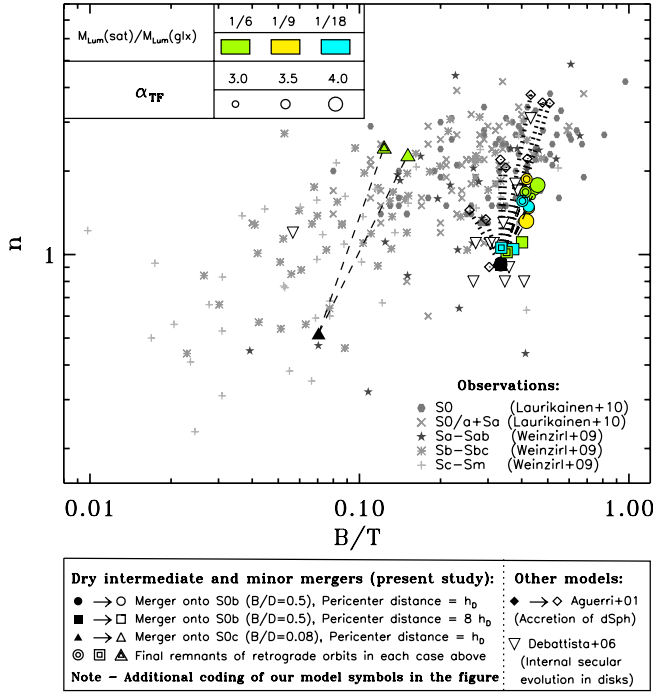 M_Lum(sat)/M_Lum(glx) 1/6 1/9 1/18
α_TF 3.0 3.5 4.0
n
1
Observations:
S0 (Laurikainen+10)
S0/a+Sa (Laurikainen+10)
Sa-Sab (Weinzirl+09)
Sb-Sbc (Weinzirl+09)
Sc-Sm (Weinzirl+09)
0.01 0.10 1.00
B/T
Dry intermediate and minor mergers (present study):
Merger onto S0b (B/D=0.5), Pericenter distance = h_D
Merger onto S0b (B/D=0.5), Pericenter distance = 8 h_D
Merger onto S0c (B/D=0.08), Pericenter distance = h_D
Final remnants of retrograde orbits in each case above
Note - Additional coding of our model symbols in the figure
Other models:
Aguerri+01
(Accretion of dSph)
Debattista+06
(Internal secular
evolution in disks)